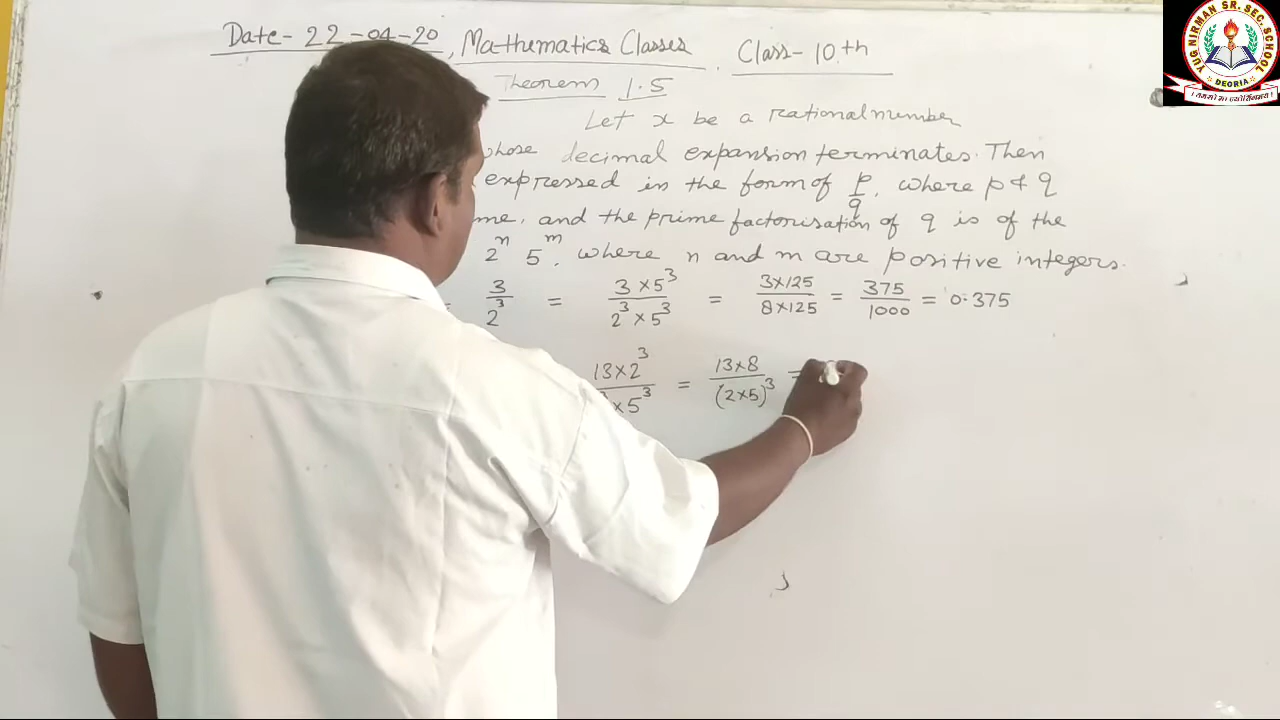 Date- 22-04-20, Mathematics Classes. Class- 10th
Theorem 1.5
Let x be a rational number
whose decimal expansion terminates. Then
expressed in the form of p/q, where p & q
me, and the prime factorisation of q is of the
2^n 5^m, where n and m are positive integers.
= 3/2^3 = 3×5^3/2^3×5^3 = 3×125/8×125 = 375/1000 = 0.375
13×2^3/×5^3 = 13×8/(2×5)^3 =
YUG NIRMAN SR. SEC. SCHOOL
DEORIA